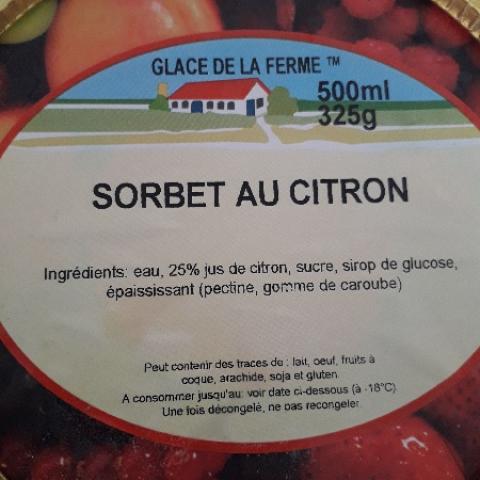 GLACE DE LA FERME ™
500ml
325g
SORBET AU CITRON
Ingrédients: eau, 25% jus de citron, sucre, sirop de glucose,
épaississant (pectine, gomme de caroube)
Peut contenir des traces de : lait, oeuf, fruits à
coque, arachide, soja et gluten.
A consommer jusqu'au: voir date ci-dessous (à -18°C)
Une fois décongelé, ne pas recongeler.